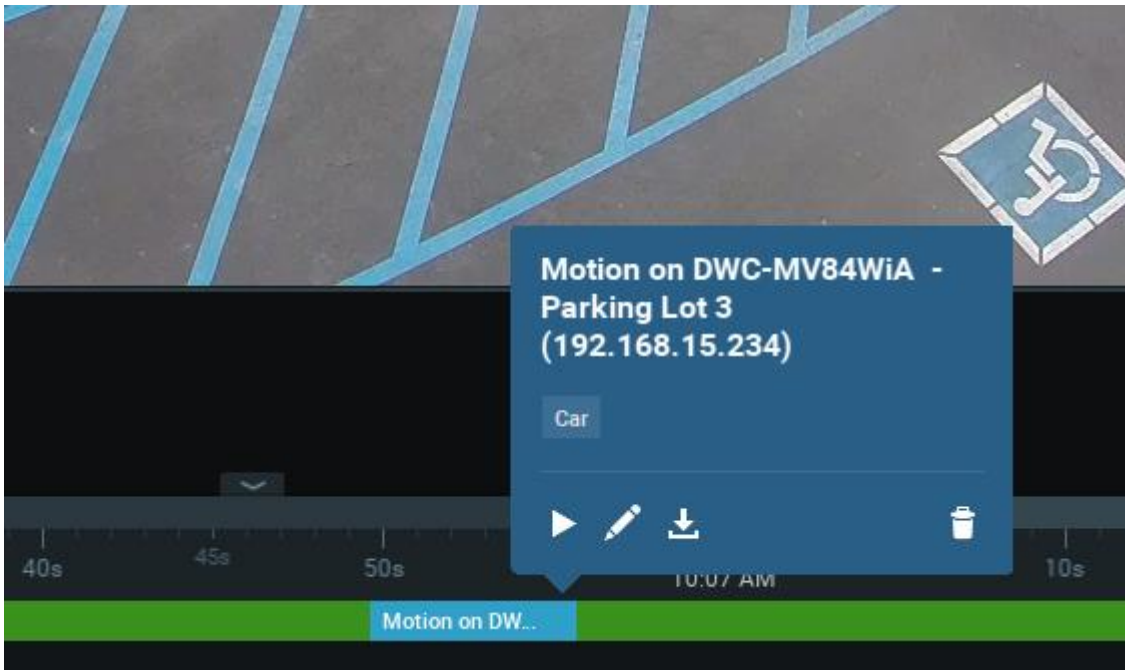 Motion on DWC-MV84WiA -
Parking Lot 3
(192.168.15.234)
Car
40s
45s
50s
10:07 AM
10s
Motion on DW...